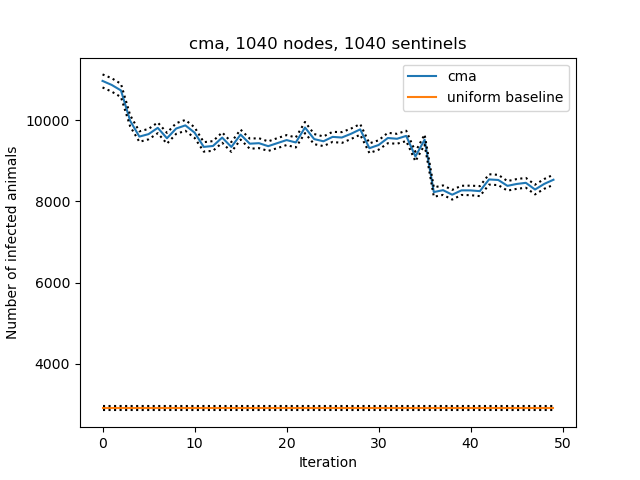 cma, 1040 nodes, 1040 sentinels
cma
uniform baseline
Number of infected animals
10000
8000
6000
4000
0 10 20 30 40 50
Iteration